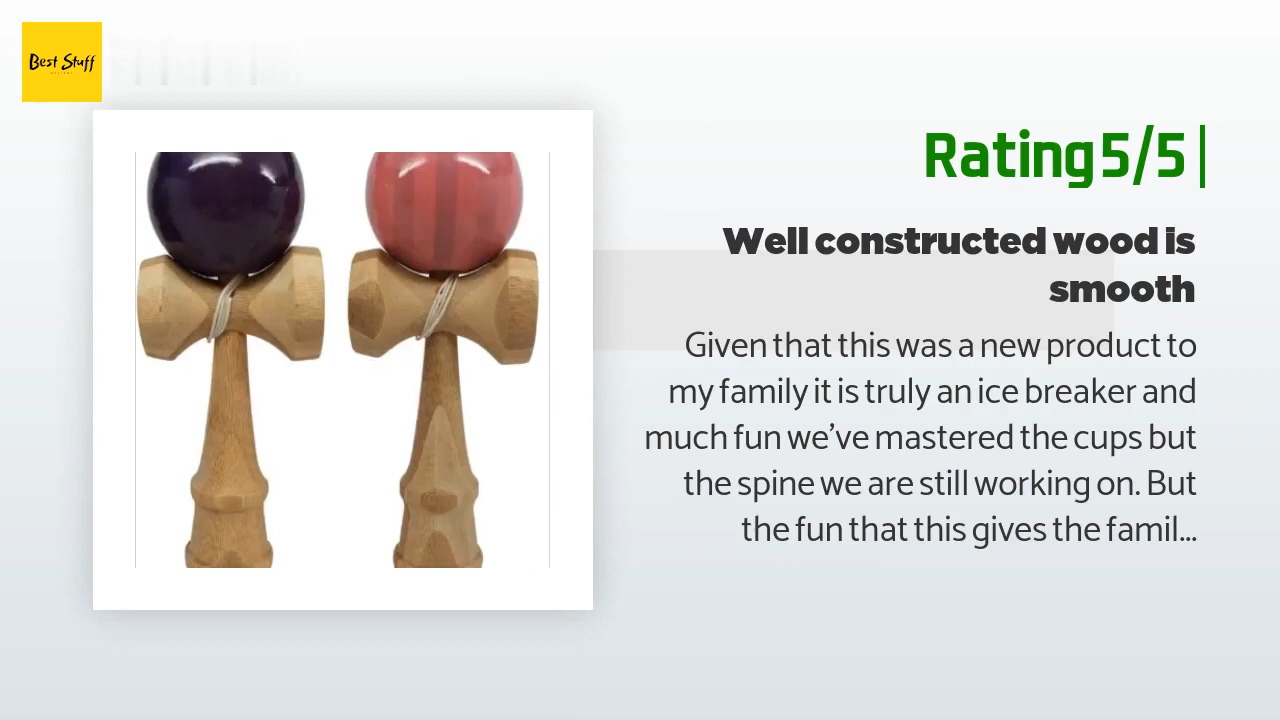 Best Stuff
Rating 5/5
Well constructed wood is
smooth
Given that this was a new product to
my family it is truly an ice breaker and
much fun we've mastered the cups but
the spine we are still working on. But
the fun that this gives the famil...